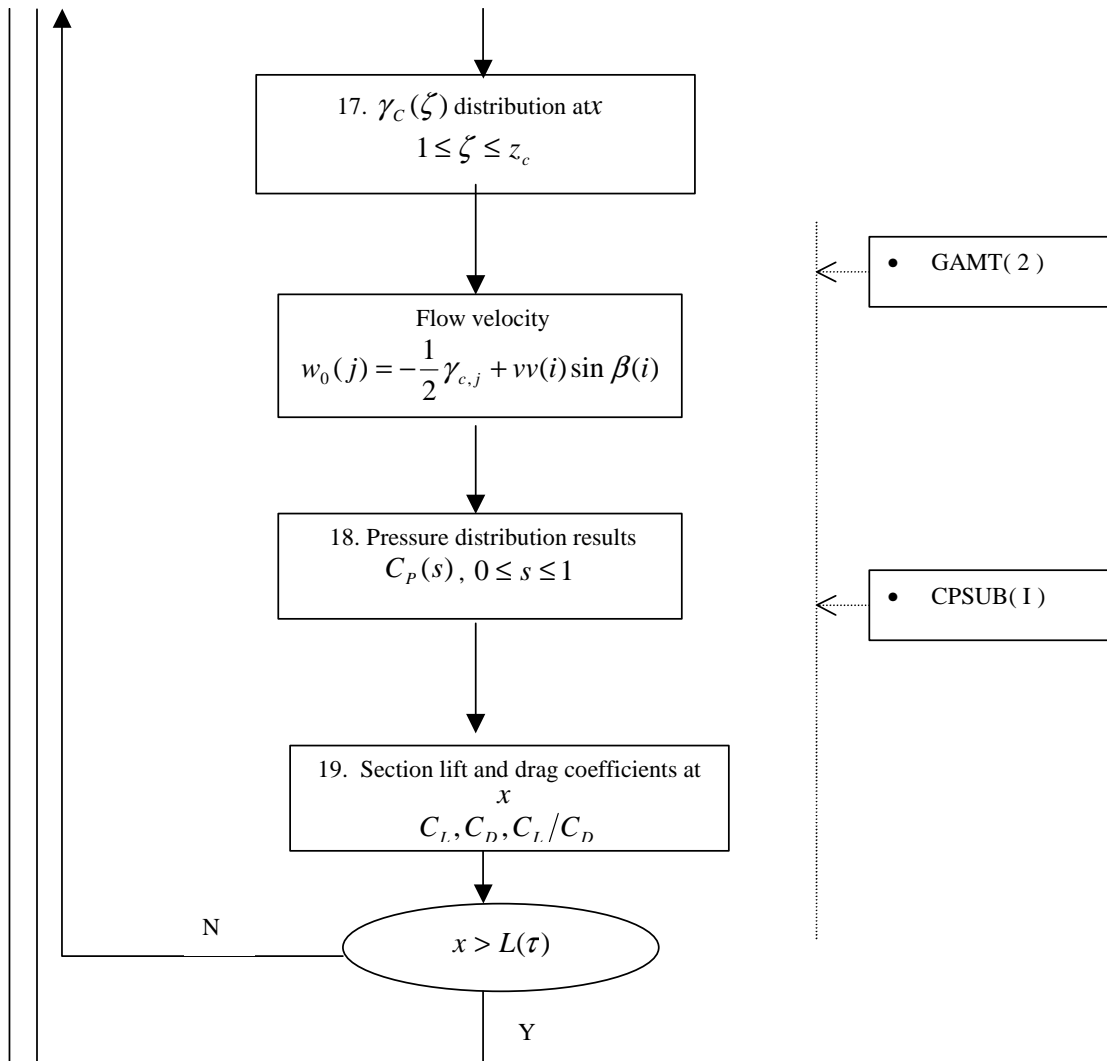 17. γ_C(ζ) distribution at x
1 ≤ ζ ≤ z_c
• GAMT( 2 )
Flow velocity
w_0(j) = −1/2 γ_{c,j} + vv(i) sin β(i)
18. Pressure distribution results
C_P(s), 0 ≤ s ≤ 1
• CPSUB( I )
19. Section lift and drag coefficients at
x
C_L, C_D, C_L/C_D
N
x > L(τ)
Y